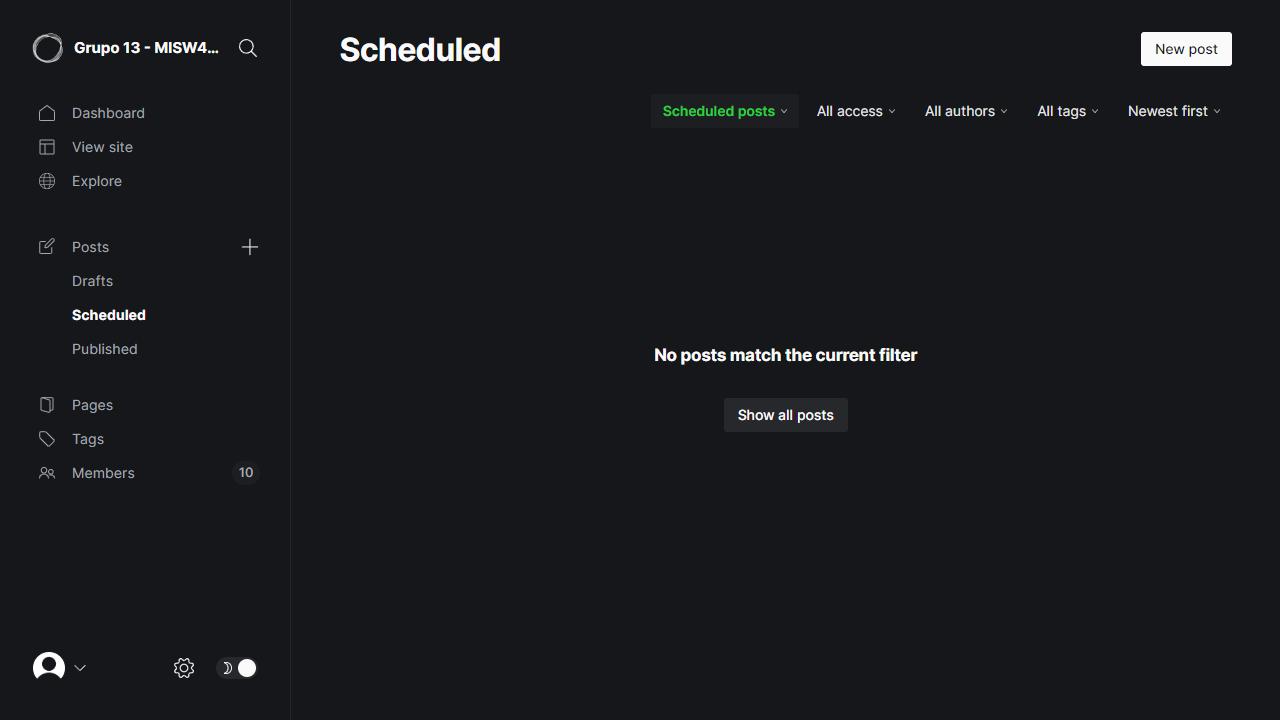 Grupo 13 - MISW4...
Dashboard
View site
Explore
Posts
Drafts
Scheduled
Published
Pages
Tags
Members 10
Scheduled
New post
Scheduled posts All access All authors All tags Newest first
No posts match the current filter
Show all posts